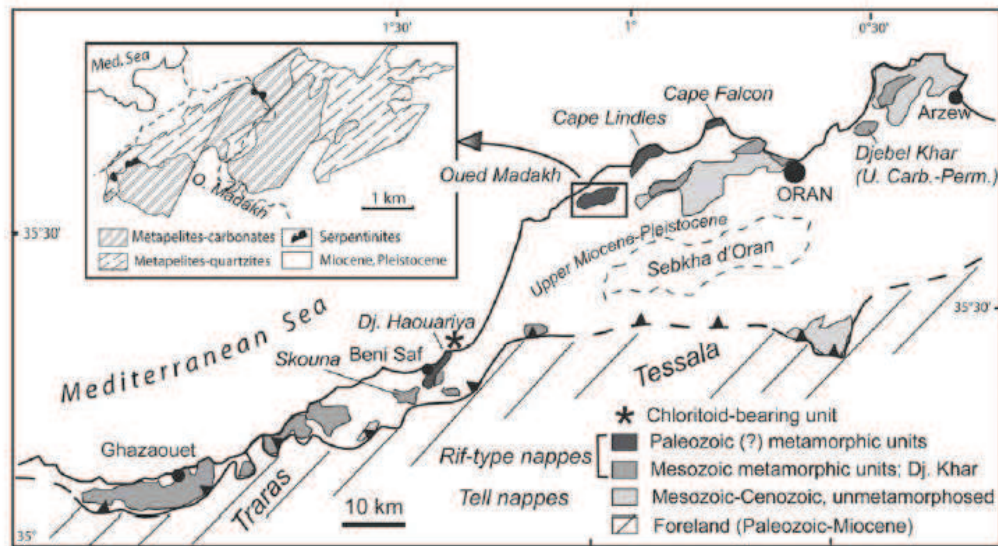 1°30'
1°
0°30'
Med. Sea
O. Madakh
1 km
Metapelites-carbonates
Serpentinites
Metapelites-quartzites
Miocene, Pleistocene
Cape Falcon
Cape Lindles
Oued Madakh
Arzew
Djebel Khar
(U. Carb.-Perm.)
ORAN
35°30'
Upper Miocene-Pleistocene
Sebkha d'Oran
35°30'
Mediterranean Sea
Dj. Haouariya
Skouna
Beni Saf
Tessala
Ghazaouet
Traras
Rif-type nappes
Tell nappes
10 km
Chloritoid-bearing unit
Paleozoic (?) metamorphic units
Mesozoic metamorphic units; Dj. Khar
Mesozoic-Cenozoic, unmetamorphosed
Foreland (Paleozoic-Miocene)
35°
1°
0°30'